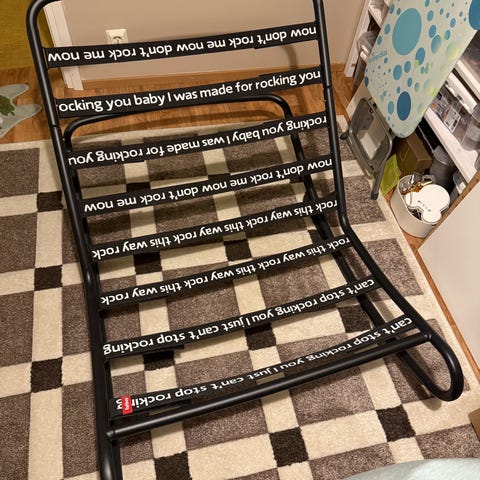 now don't rock me now don't rock me now
rocking you baby I was made for rocking you
rocking you baby I was made for rocking you
now don't rock me now don't rock me now
rock this way rock this way rock this way rock
rock this way rock this way rock
can't stop rocking you I just can't stop rocking
can't stop rocking you I just can't stop rocking